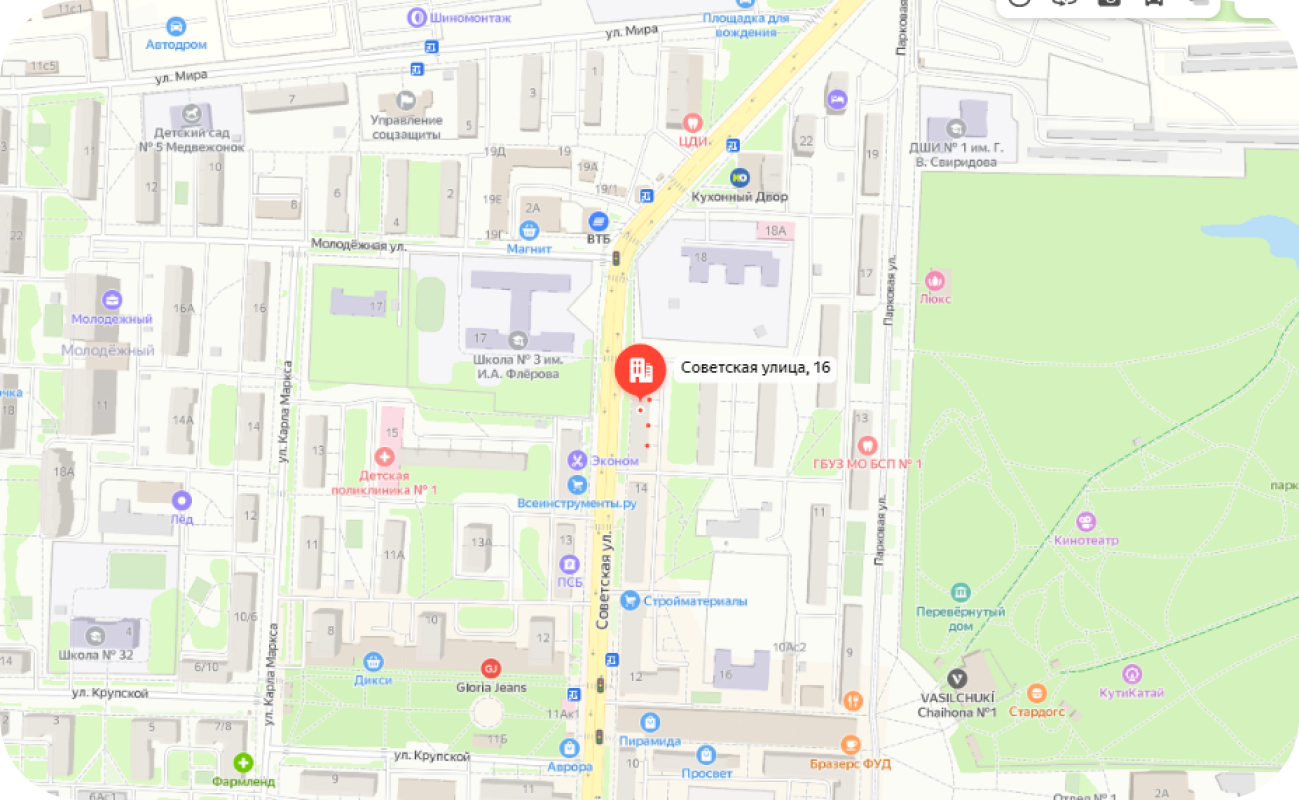 11с1
Шиномонтаж
Площадка для
вождения
ул. Мира
Автодром
11с5
ул. Мира
7
3
1
5
Детский сад
№ 5 Медвежонок
Управление
соцзащиты
ЦДИ
22
19
ДШИ № 1 им. Г.
В. Свиридова
11
12
10
8
6
4
2
19Д
19
19А
19Е
19/1
2А
19Г
Магнит
ВТБ
Кухонный Двор
18А
18
17
22
Молодёжная ул.
Парковая ул.
Парковая
Люкс
Молодёжный
Молодёжный
16А
16
17
17
Школа № 3 им.
И.А. Флёрова
Советская улица, 16
18
14А
14
ул. Карла Маркса
13
15
Детская
поликлиника № 1
Эконом
Всеинструменты.ру
13
ГБУЗ МО БСП № 1
14
18А
Лёд
12
11
11А
13А
13
ПСБ
11
Парковая ул.
Кинотеатр
парк
Советская ул.
Стройматериалы
Перевёрнутый
дом
10/6
8
10
12
4
Школа № 32
14
6/10
Дикси
Gloria Jeans
12
16
10Ас2
9
VASILCHUKÍ
Chaihona №1
Стардогс
КутиКатай
ул. Крупской
ул. Карла Маркса
3
5
7/8
11Ак1
11Б
ул. Крупской
Аврора
Пирамида
Просвет
10
Бразерс ФУД
Фармленд
9
11
6Ас1
Отдел № 1
2А